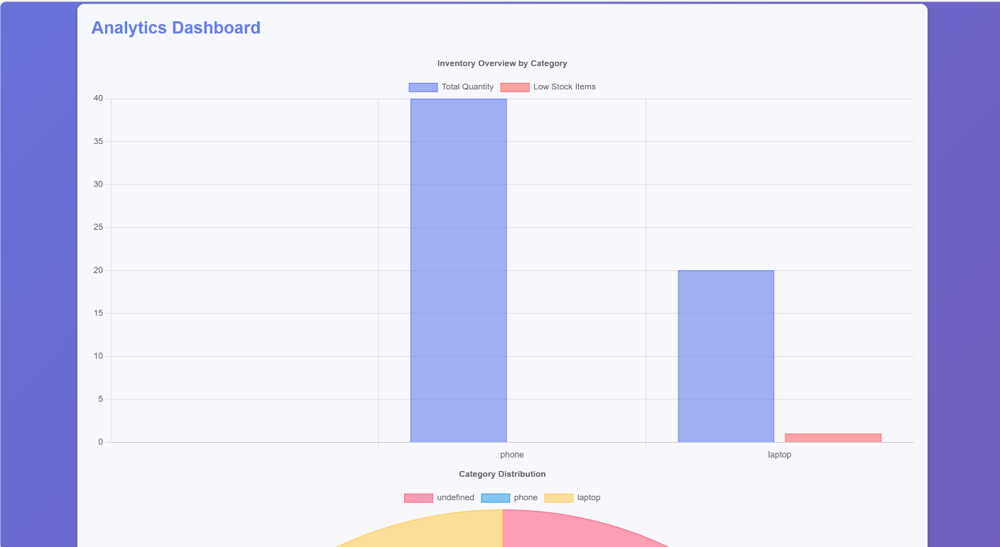 Analytics Dashboard
Inventory Overview by Category
Total Quantity Low Stock Items
40
35
30
25
20
15
10
5
0
phone laptop
Category Distribution
undefined phone laptop